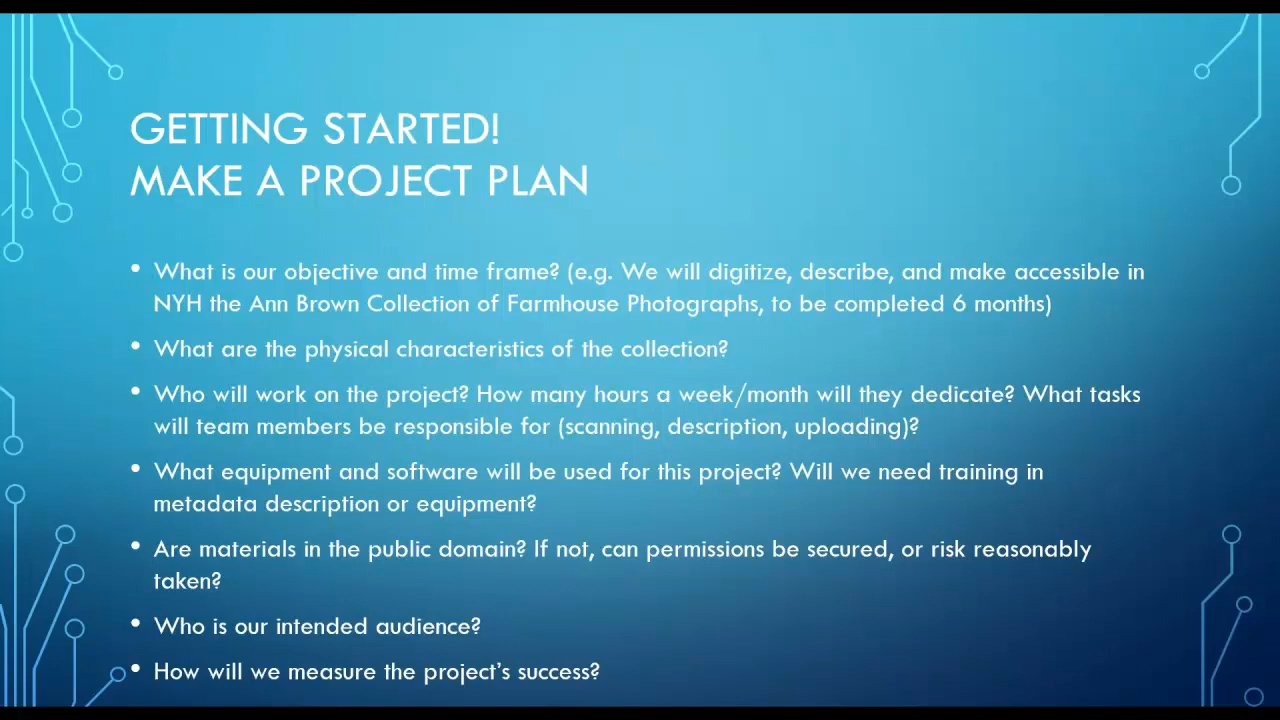 GETTING STARTED!
MAKE A PROJECT PLAN
• What is our objective and time frame? (e.g. We will digitize, describe, and make accessible in
NYH the Ann Brown Collection of Farmhouse Photographs, to be completed 6 months)
• What are the physical characteristics of the collection?
• Who will work on the project? How many hours a week/month will they dedicate? What tasks
will team members be responsible for (scanning, description, uploading)?
• What equipment and software will be used for this project? Will we need training in
metadata description or equipment?
• Are materials in the public domain? If not, can permissions be secured, or risk reasonably
taken?
• Who is our intended audience?
• How will we measure the project’s success?